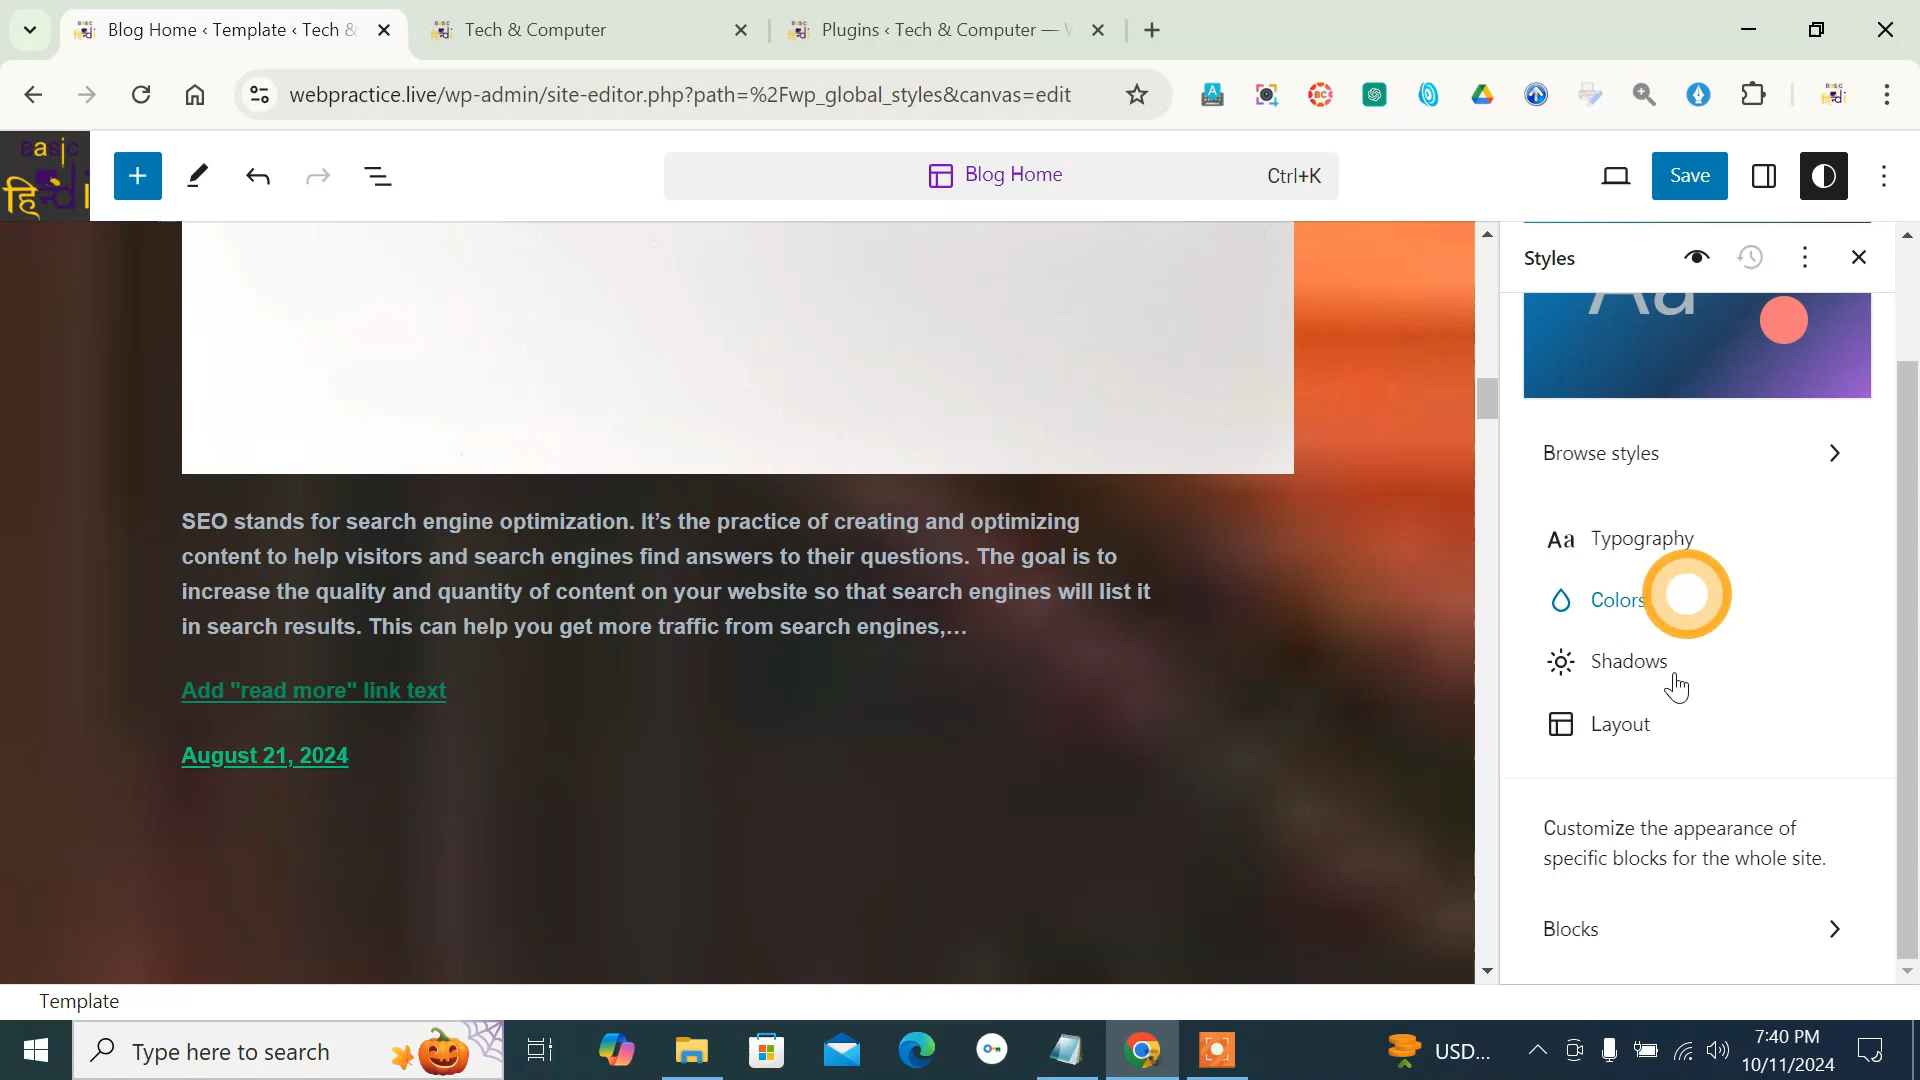 Blog Home ‹ Template ‹ Tech &
Tech & Computer
Plugins ‹ Tech & Computer —
webpractice.live/wp-admin/site-editor.php?path=%2Fwp_global_styles&canvas=edit
Basic
हिन्दी
Blog Home
Ctrl+K
Save
Styles
Aa
Browse styles
Aa Typography
Colors
Shadows
Layout
Customize the appearance of
specific blocks for the whole site.
Blocks
SEO stands for search engine optimization. It’s the practice of creating and optimizing
content to help visitors and search engines find answers to their questions. The goal is to
increase the quality and quantity of content on your website so that search engines will list it
in search results. This can help you get more traffic from search engines,…
Add "read more" link text
August 21, 2024
Template
Type here to search
USD...
7:40 PM
10/11/2024